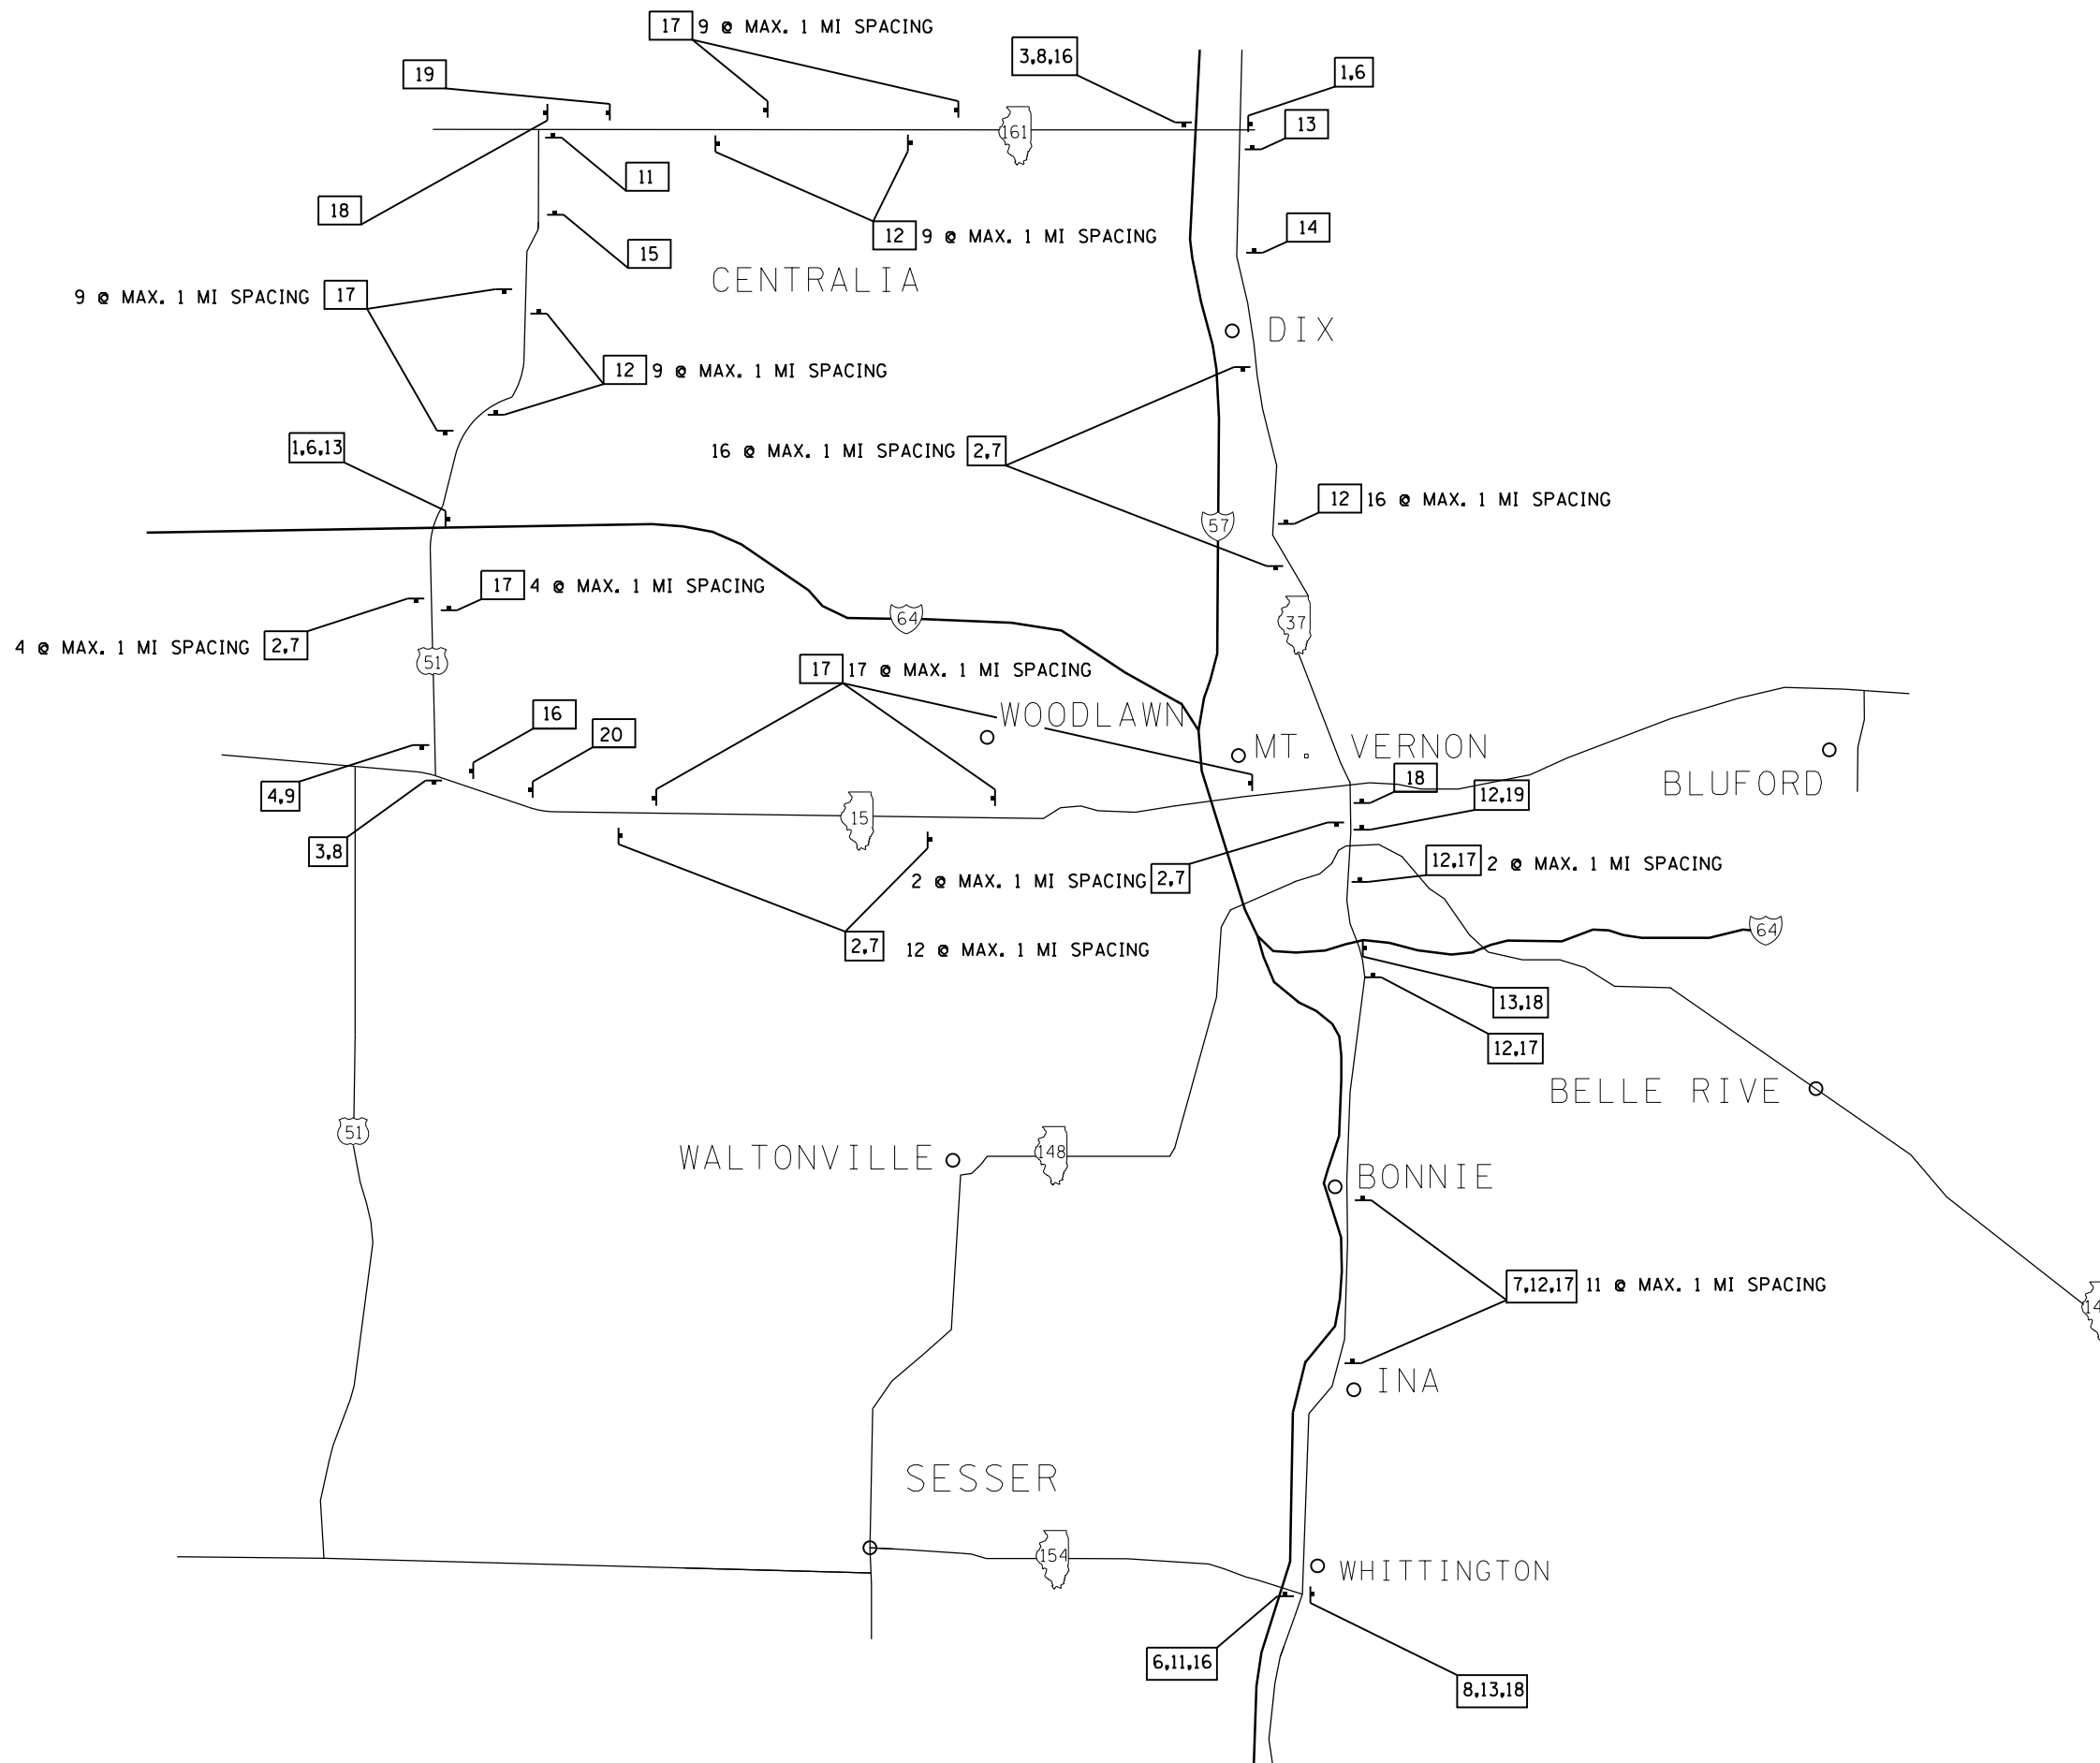 17 9 @ MAX. 1 MI SPACING
3,8,16
19
1,6
13
161
11
18
12 9 @ MAX. 1 MI SPACING
14
15
CENTRALIA
9 @ MAX. 1 MI SPACING 17
DIX
12 9 @ MAX. 1 MI SPACING
1,6,13
16 @ MAX. 1 MI SPACING 2,7
12 16 @ MAX. 1 MI SPACING
57
17 4 @ MAX. 1 MI SPACING
64
37
4 @ MAX. 1 MI SPACING 2,7
51
17 17 @ MAX. 1 MI SPACING
16
WOODLAWN
20
MT. VERNON
18
BLUFORD
4,9
12,19
15
3,8
12,17 2 @ MAX. 1 MI SPACING
2 @ MAX. 1 MI SPACING 2,7
64
2,7 12 @ MAX. 1 MI SPACING
13,18
12,17
BELLE RIVE
51
WALTONVILLE
148
BONNIE
7,12,17 11 @ MAX. 1 MI SPACING
14
INA
SESSER
154
WHITTINGTON
6,11,16
8,13,18